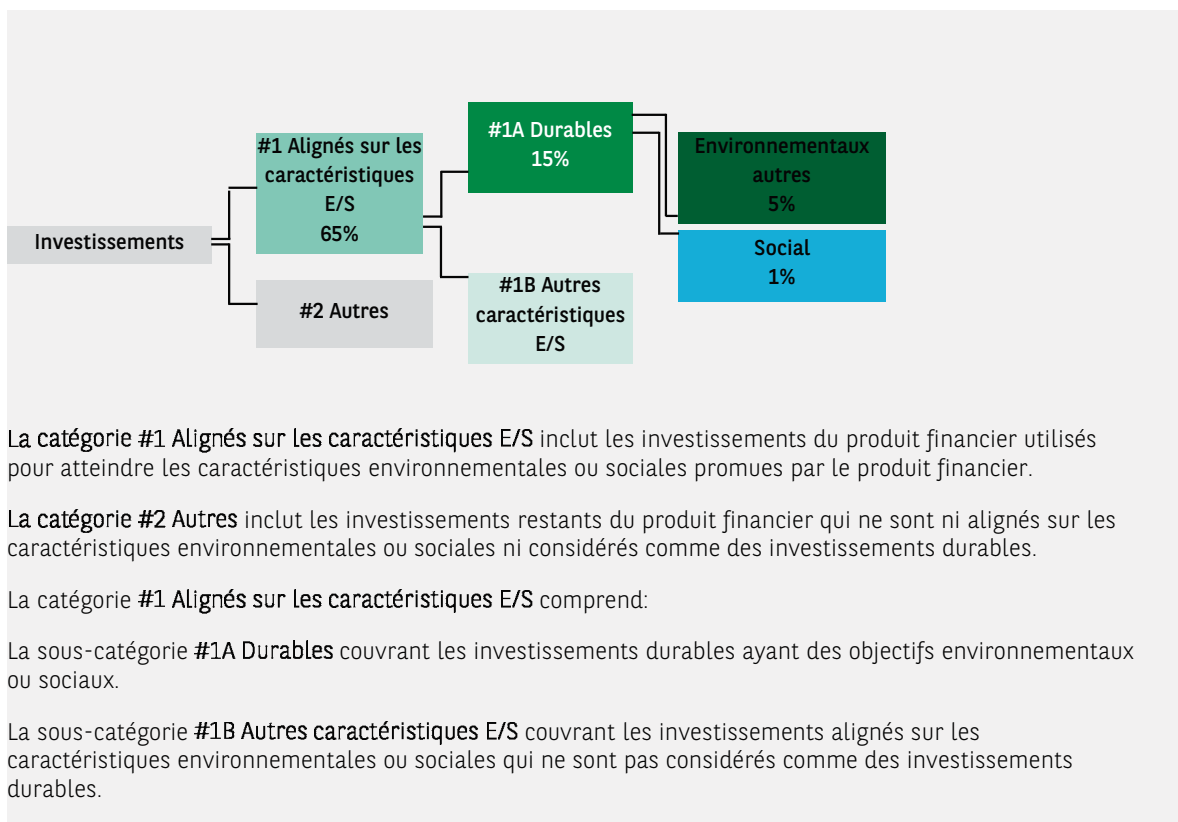 #1A Durables
15%
#1 Alignés sur les
caractéristiques
E/S
65%
Environnementaux
autres
5%
Investissements
Social
1%
#2 Autres
#1B Autres
caractéristiques
E/S
La catégorie #1 Alignés sur les caractéristiques E/S inclut les investissements du produit financier utilisés
pour atteindre les caractéristiques environnementales ou sociales promues par le produit financier.
La catégorie #2 Autres inclut les investissements restants du produit financier qui ne sont ni alignés sur les
caractéristiques environnementales ou sociales ni considérés comme des investissements durables.
La catégorie #1 Alignés sur les caractéristiques E/S comprend:
La sous-catégorie #1A Durables couvrant les investissements durables ayant des objectifs environnementaux
ou sociaux.
La sous-catégorie #1B Autres caractéristiques E/S couvrant les investissements alignés sur les
caractéristiques environnementales ou sociales qui ne sont pas considérés comme des investissements
durables.